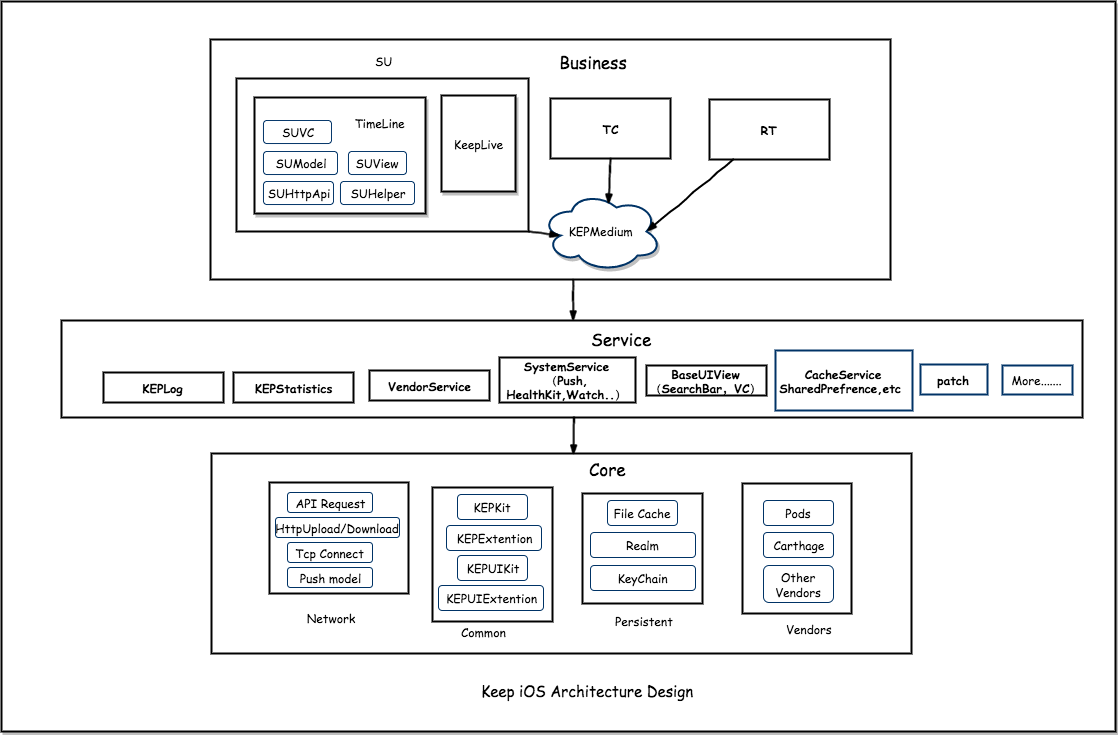 SU
Business
TimeLine
SUVC
SUModel
SUView
SUHttpApi
SUHelper
KeepLive
TC
RT
KEPMedium
Service
KEPLog
KEPStatistics
VendorService
SystemService
(Push,
HealthKit,Watch..)
BaseUIView
(SearchBar, VC)
CacheService
SharedPrefrence,etc
patch
More.......
Core
API Request
HttpUpload/Download
Tcp Connect
Push model
Network
KEPKit
KEPExtention
KEPUIKit
KEPUIExtention
Common
File Cache
Realm
KeyChain
Persistent
Pods
Carthage
Other
Vendors
Vendors
Keep iOS Architecture Design